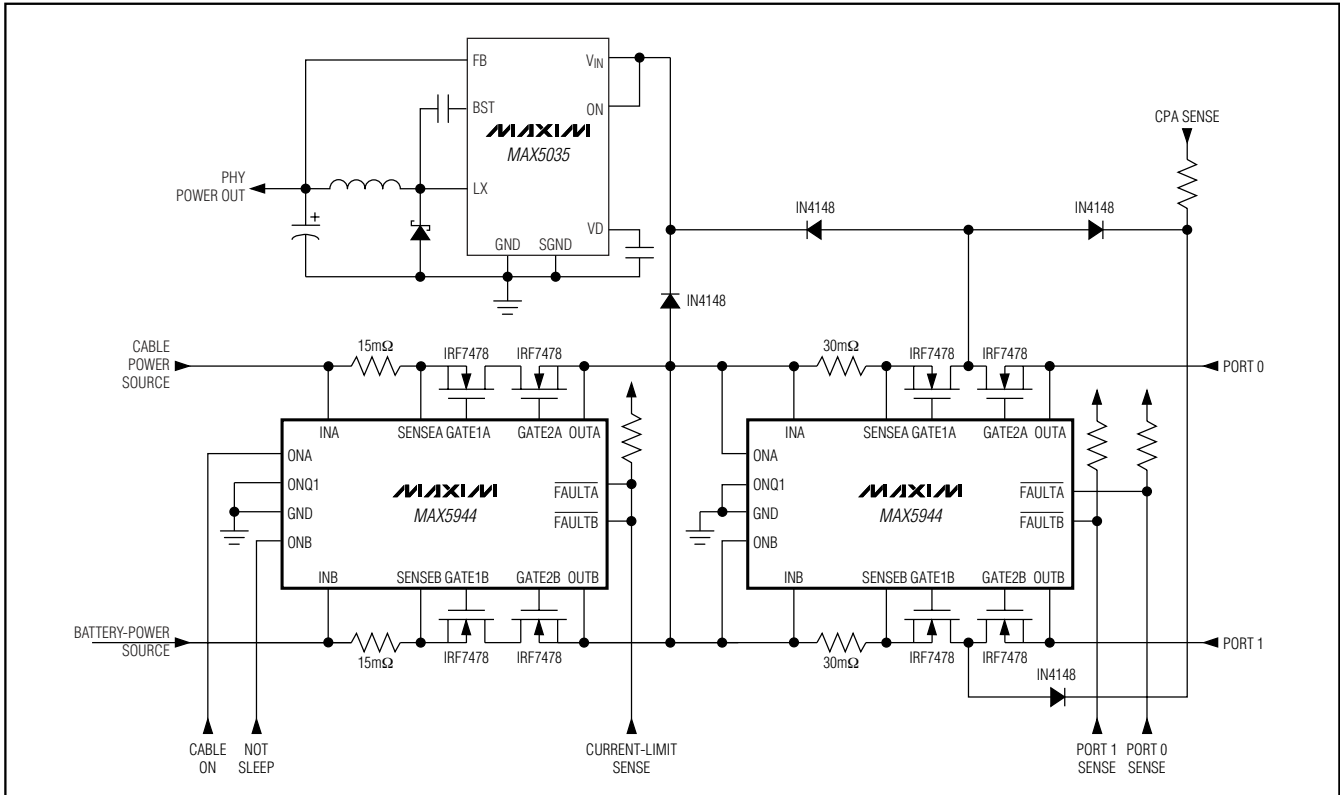 FB
VIN
BST
ON
MAXIM
MAX5035
CPA SENSE
PHY
POWER OUT
+
LX
IN4148
IN4148
VD
GND SGND
IN4148
CABLE
POWER
SOURCE
15mΩ
IRF7478
IRF7478
30mΩ
IRF7478
IRF7478
PORT 0
INA
SENSEA GATE1A
GATE2A OUTA
INA
SENSEA GATE1A
GATE2A OUTA
ONA
ONQ1
GND
ONB
MAXIM
MAX5944
FAULTA
FAULTB
ONA
ONQ1
GND
ONB
MAXIM
MAX5944
FAULTA
FAULTB
INB
SENSEB GATE1B
GATE2B OUTB
INB
SENSEB GATE1B
GATE2B OUTB
BATTERY-POWER
SOURCE
15mΩ
IRF7478
IRF7478
30mΩ
IRF7478
IRF7478
PORT 1
IN4148
CABLE
ON
NOT
SLEEP
CURRENT-LIMIT
SENSE
PORT 1
SENSE
PORT 0
SENSE